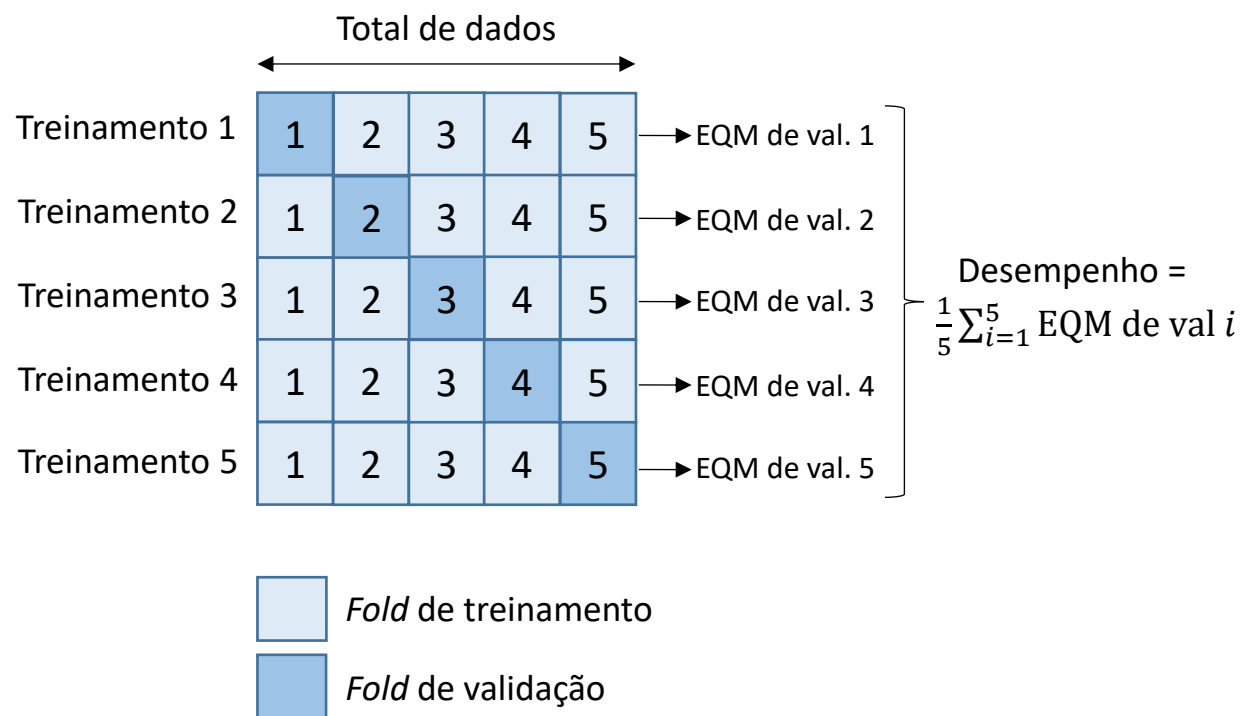 Total de dados
Treinamento 1 1 2 3 4 5 EQM de val. 1
Treinamento 2 1 2 3 4 5 EQM de val. 2
Treinamento 3 1 2 3 4 5 EQM de val. 3
Treinamento 4 1 2 3 4 5 EQM de val. 4
Treinamento 5 1 2 3 4 5 EQM de val. 5
Desempenho =
1/5 ∑_{i=1}^{5} EQM de val i
Fold de treinamento
Fold de validação